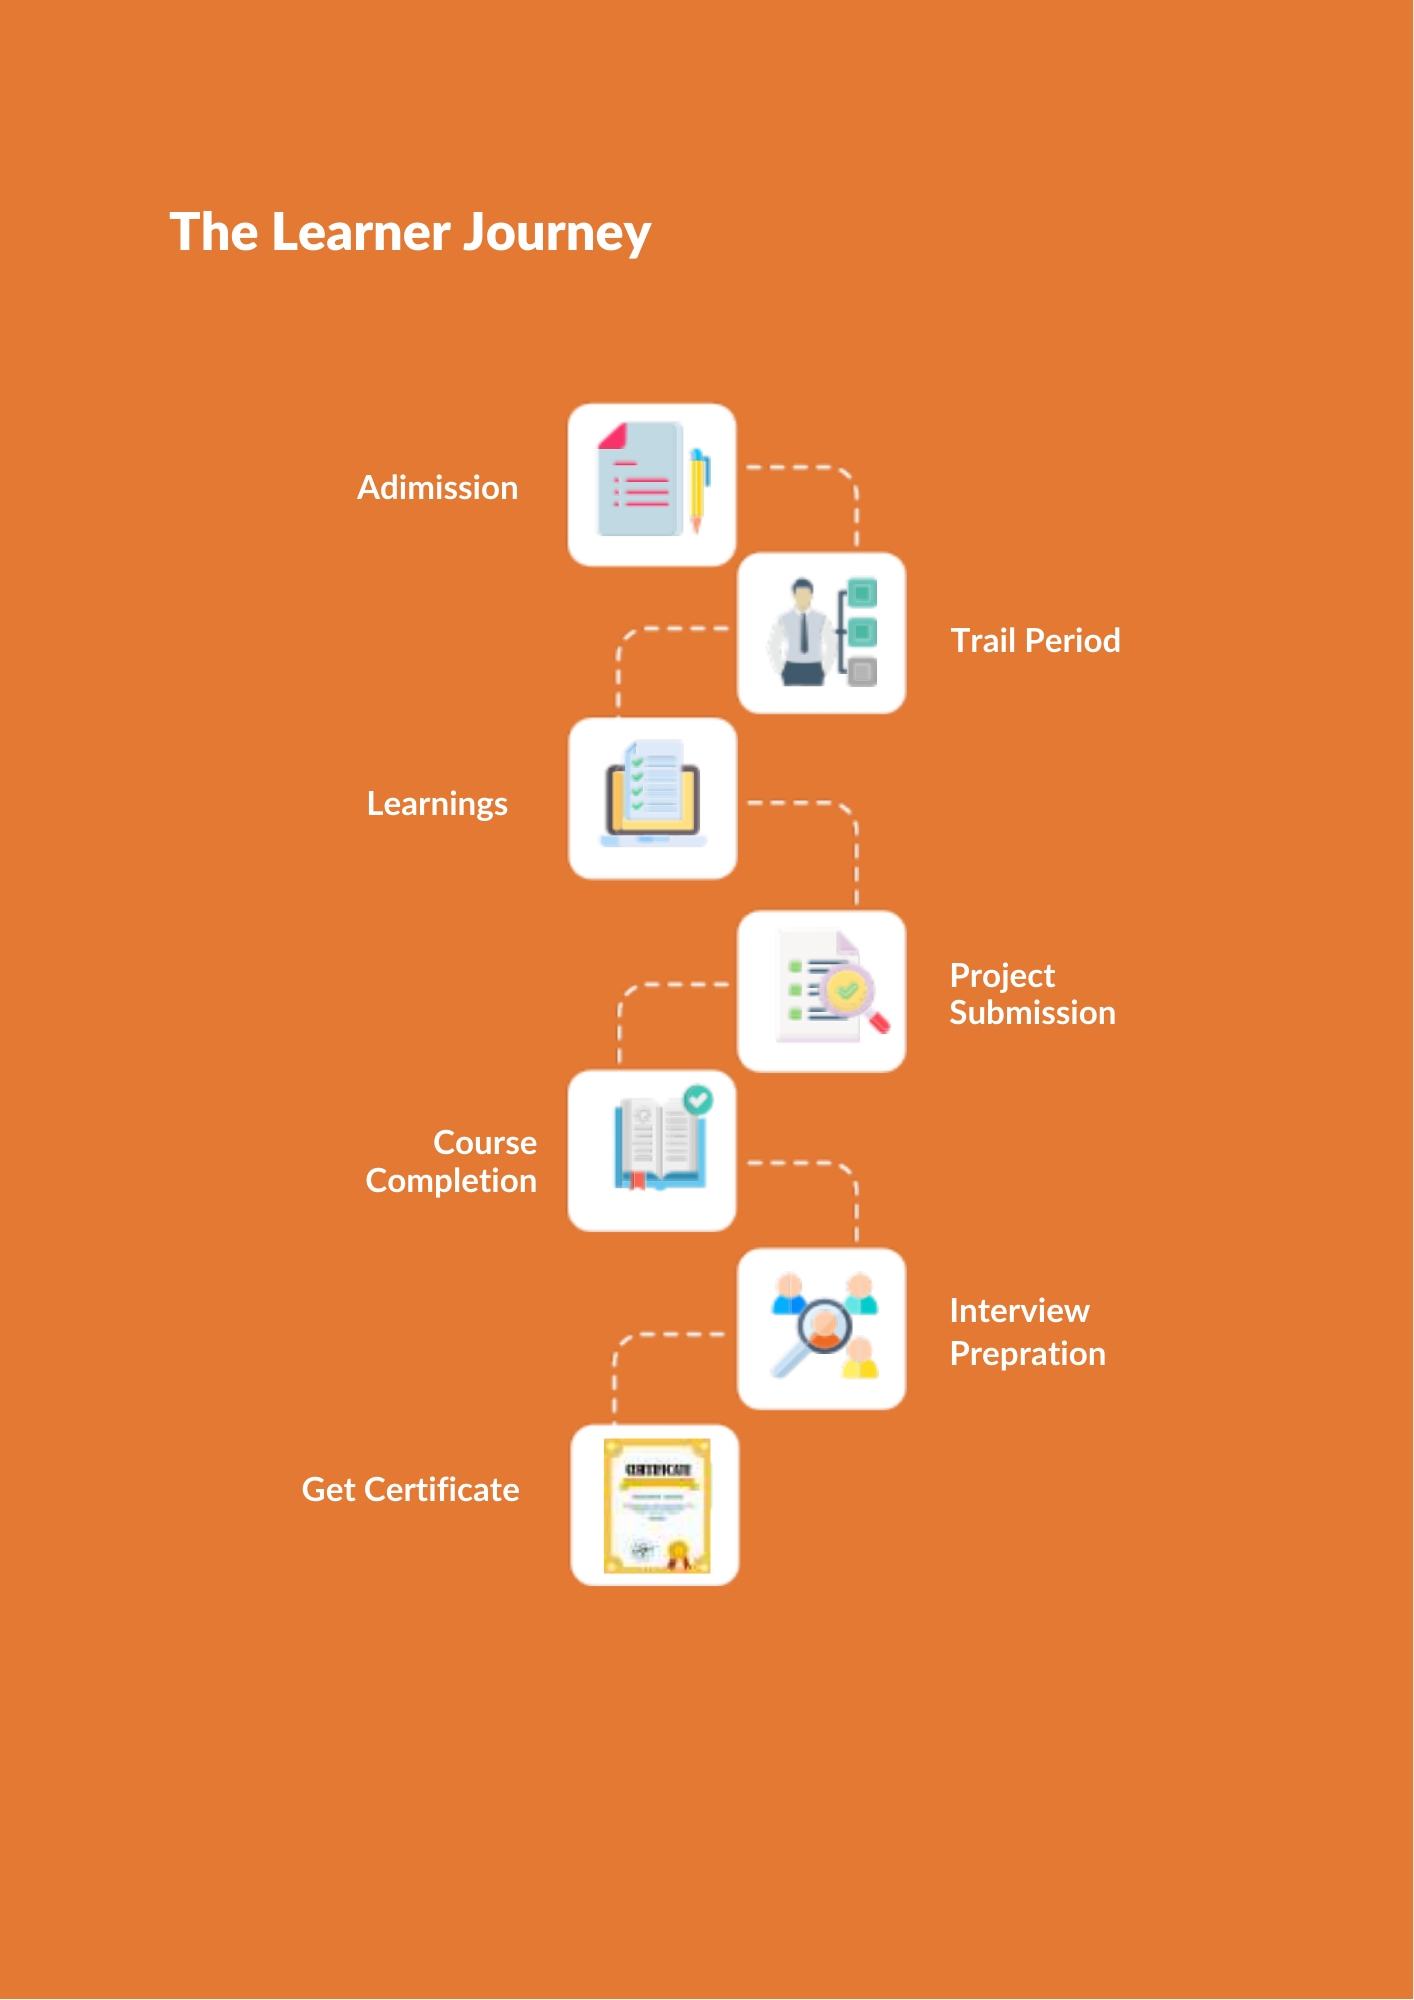 The Learner Journey
Adimission
Trail Period
Learnings
Project
Submission
Course
Completion
Interview
Prepration
CERTIFICATE
Get Certificate